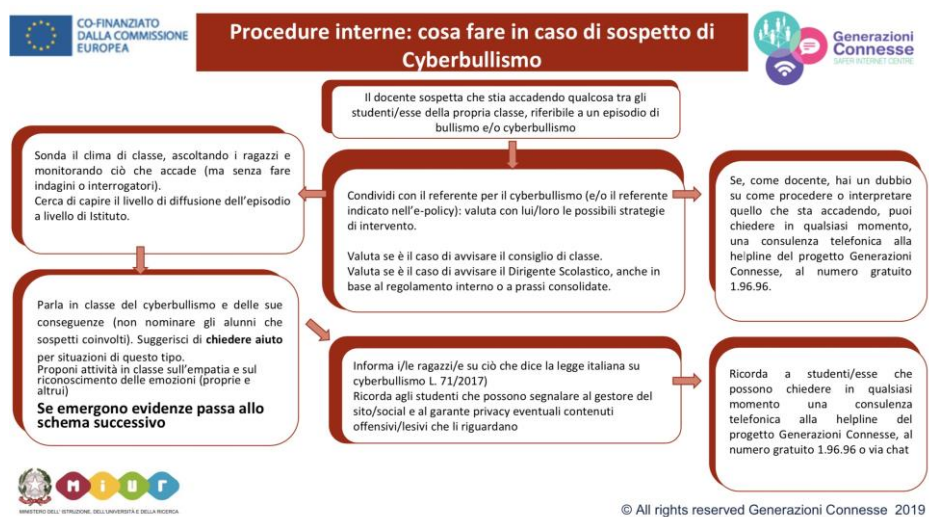 CO-FINANZIATO
DALLA COMMISSIONE
EUROPEA
Procedure interne: cosa fare in caso di sospetto di
Cyberbullismo
Generazioni
Connesse
SAFER INTERNET CENTRE
Il docente sospetta che stia accadendo qualcosa tra gli
studenti/esse della propria classe, riferibile a un episodio di
bullismo e/o cyberbullismo
Sonda il clima di classe, ascoltando i ragazzi e
monitorando ciò che accade (ma senza fare
indagini o interrogatori).
Cerca di capire il livello di diffusione dell'episodio
a livello di Istituto.
Condividi con il referente per il cyberbullismo (e/o il referente
indicato nell'e-policy): valuta con lui/loro le possibili strategie
di intervento.
Valuta se è il caso di avvisare il consiglio di classe.
Valuta se è il caso di avvisare il Dirigente Scolastico, anche in
base al regolamento interno o a prassi consolidate.
Se, come docente, hai un dubbio
su come procedere o interpretare
quello che sta accadendo, puoi
chiedere in qualsiasi momento,
una consulenza telefonica alla
helpline del progetto Generazioni
Connesse, al numero gratuito
1.96.96.
Parla in classe del cyberbullismo e delle sue
conseguenze (non nominare gli alunni che
sospetti coinvolti). Suggerisci di chiedere aiuto
per situazioni di questo tipo.
Proponi attività in classe sull'empatia e sul
riconoscimento delle emozioni (proprie e
altrui)
Se emergono evidenze passa allo
schema successivo
Informa i/le ragazzi/e su ciò che dice la legge italiana su
cyberbullismo L. 71/2017)
Ricorda agli studenti che possono segnalare al gestore del
sito/social e al garante privacy eventuali contenuti
offensivi/lesivi che li riguardano
Ricorda a studenti/esse che
possono chiedere in qualsiasi
momento una consulenza
telefonica alla helpline del
progetto Generazioni Connesse, al
numero gratuito 1.96.96 o via chat
miur
MINISTERO DELL'ISTRUZIONE, DELL'UNIVERSITÀ E DELLA RICERCA
© All rights reserved Generazioni Connesse 2019